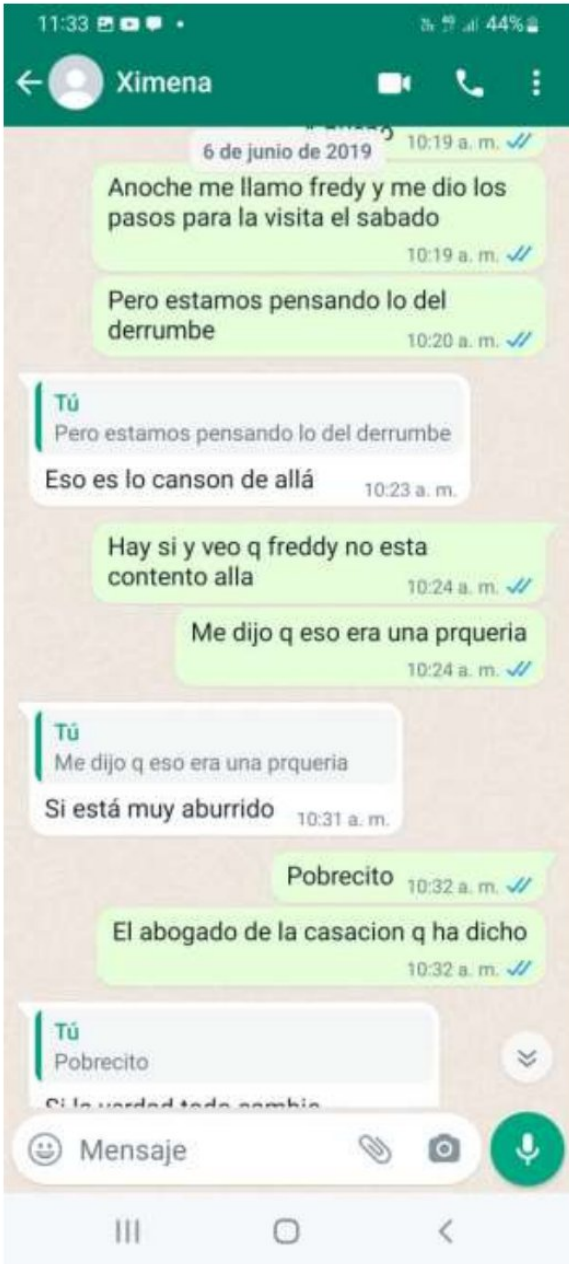 11:33
44%
Ximena
10:19 a. m.
6 de junio de 2019
Anoche me llamo fredy y me dio los
pasos para la visita el sabado
10:19 a. m.
Pero estamos pensando lo del
derrumbe
10:20 a. m.
Tú
Pero estamos pensando lo del derrumbe
Eso es lo canson de allá
10:23 a. m.
Hay si y veo q freddy no esta
contento alla
10:24 a. m.
Me dijo q eso era una prqueria
10:24 a. m.
Tú
Me dijo q eso era una prqueria
Si está muy aburrido
10:31 a. m.
Pobrecito
10:32 a. m.
El abogado de la casacion q ha dicho
10:32 a. m.
Tú
Pobrecito
Si la verdad todo cambia
Mensaje